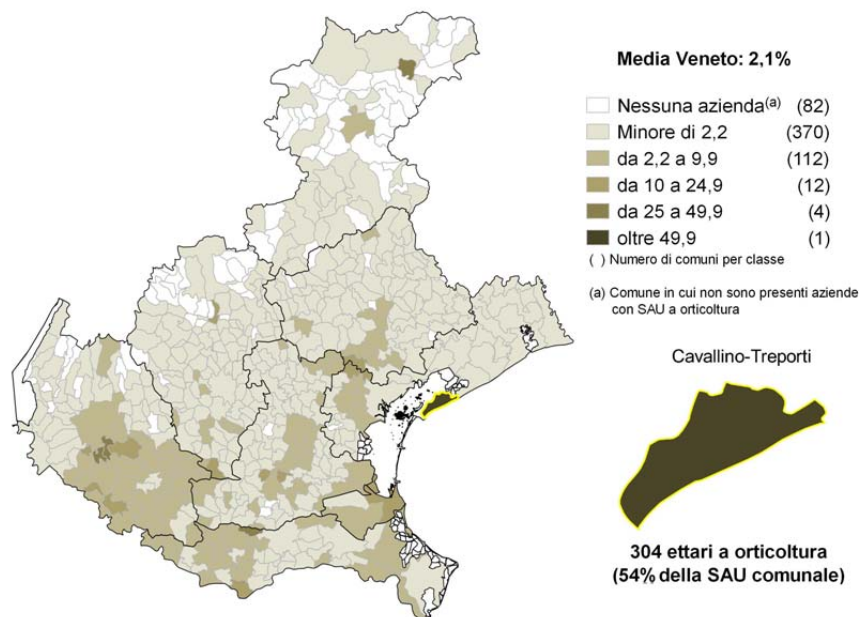 Media Veneto: 2,1%
Nessuna azienda(a) (82)
Minore di 2,2 (370)
da 2,2 a 9,9 (112)
da 10 a 24,9 (12)
da 25 a 49,9 (4)
oltre 49,9 (1)
( ) Numero di comuni per classe
(a) Comune in cui non sono presenti aziende
con SAU a orticoltura
Cavallino-Treporti
304 ettari a orticoltura
(54% della SAU comunale)